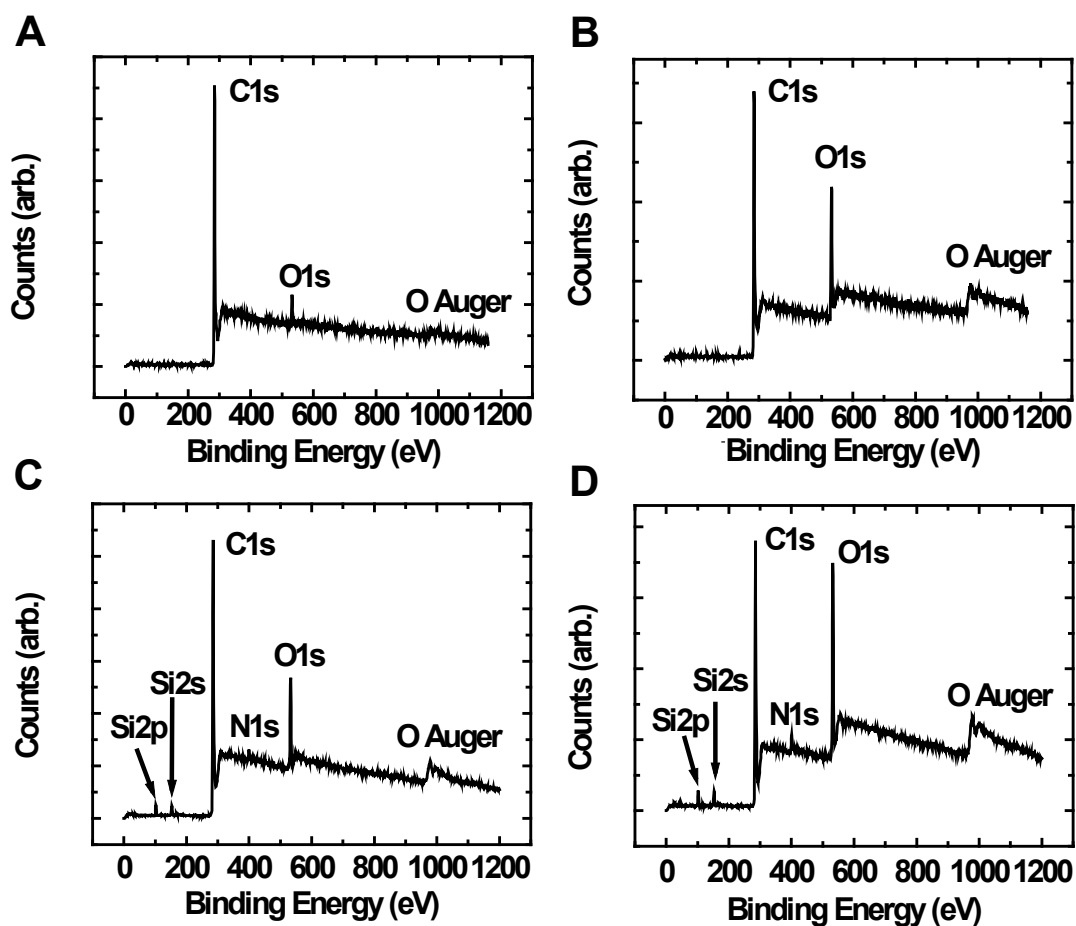 A
Counts (arb.)
C1s
O1s
O Auger
0 200 400 600 800 1000 1200
Binding Energy (eV)
B
Counts (arb.)
C1s
O1s
O Auger
0 200 400 600 800 1000 1200
Binding Energy (eV)
C
Counts (arb.)
C1s
O1s
Si2s
Si2p
N1s
O Auger
0 200 400 600 800 1000 1200
Binding Energy (eV)
D
Counts (arb.)
C1s
O1s
Si2s
Si2p
N1s
O Auger
0 200 400 600 800 1000 1200
Binding Energy (eV)